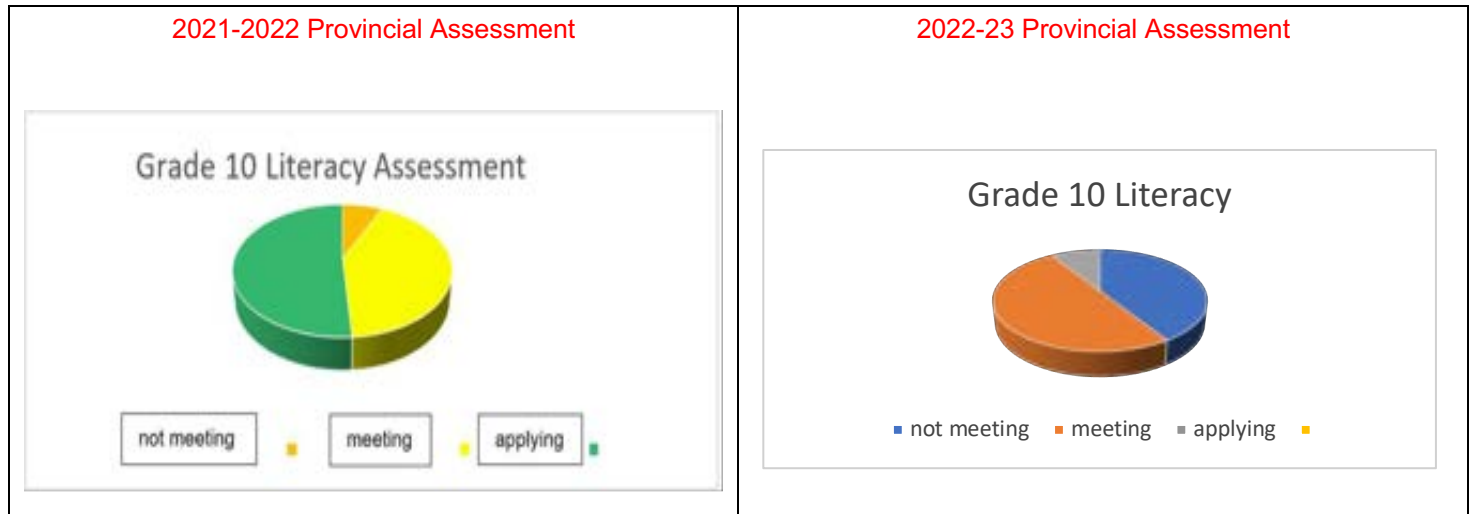 2021-2022 Provincial Assessment
Grade 10 Literacy Assessment
not meeting
meeting
applying
2022-23 Provincial Assessment
Grade 10 Literacy
not meeting meeting applying